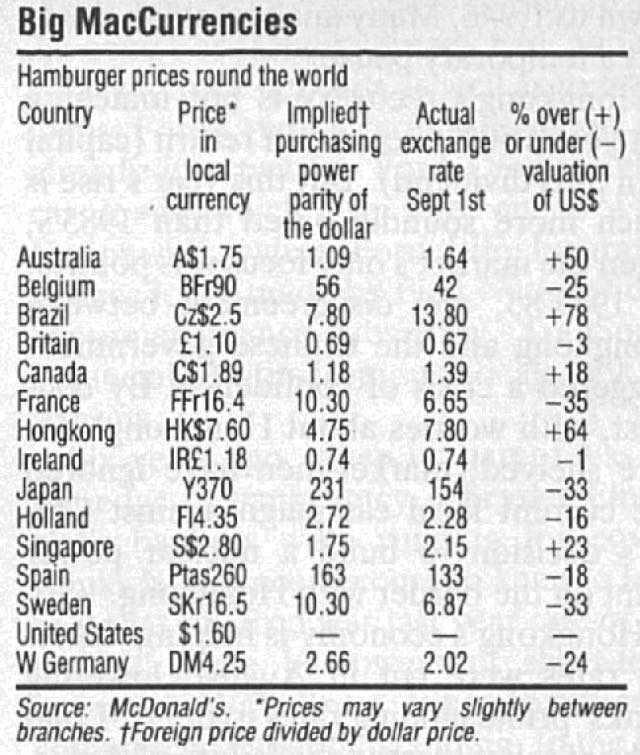 Big MacCurrencies
Hamburger prices round the world
Country Price* Implied† Actual % over (+)
in purchasing exchange or under (−)
local power rate valuation
currency parity of Sept 1st of US$
the dollar
Australia A$1.75 1.09 1.64 +50
Belgium BFr90 56 42 −25
Brazil Cz$2.5 7.80 13.80 +78
Britain £1.10 0.69 0.67 −3
Canada C$1.89 1.18 1.39 +18
France FFr16.4 10.30 6.65 −35
Hongkong HK$7.60 4.75 7.80 +64
Ireland IR£1.18 0.74 0.74 −1
Japan Y370 231 154 −33
Holland Fl4.35 2.72 2.28 −16
Singapore S$2.80 1.75 2.15 +23
Spain Ptas260 163 133 −18
Sweden SKr16.5 10.30 6.87 −33
United States $1.60 — — —
W Germany DM4.25 2.66 2.02 −24
Source: McDonald's. *Prices may vary slightly between
branches. †Foreign price divided by dollar price.